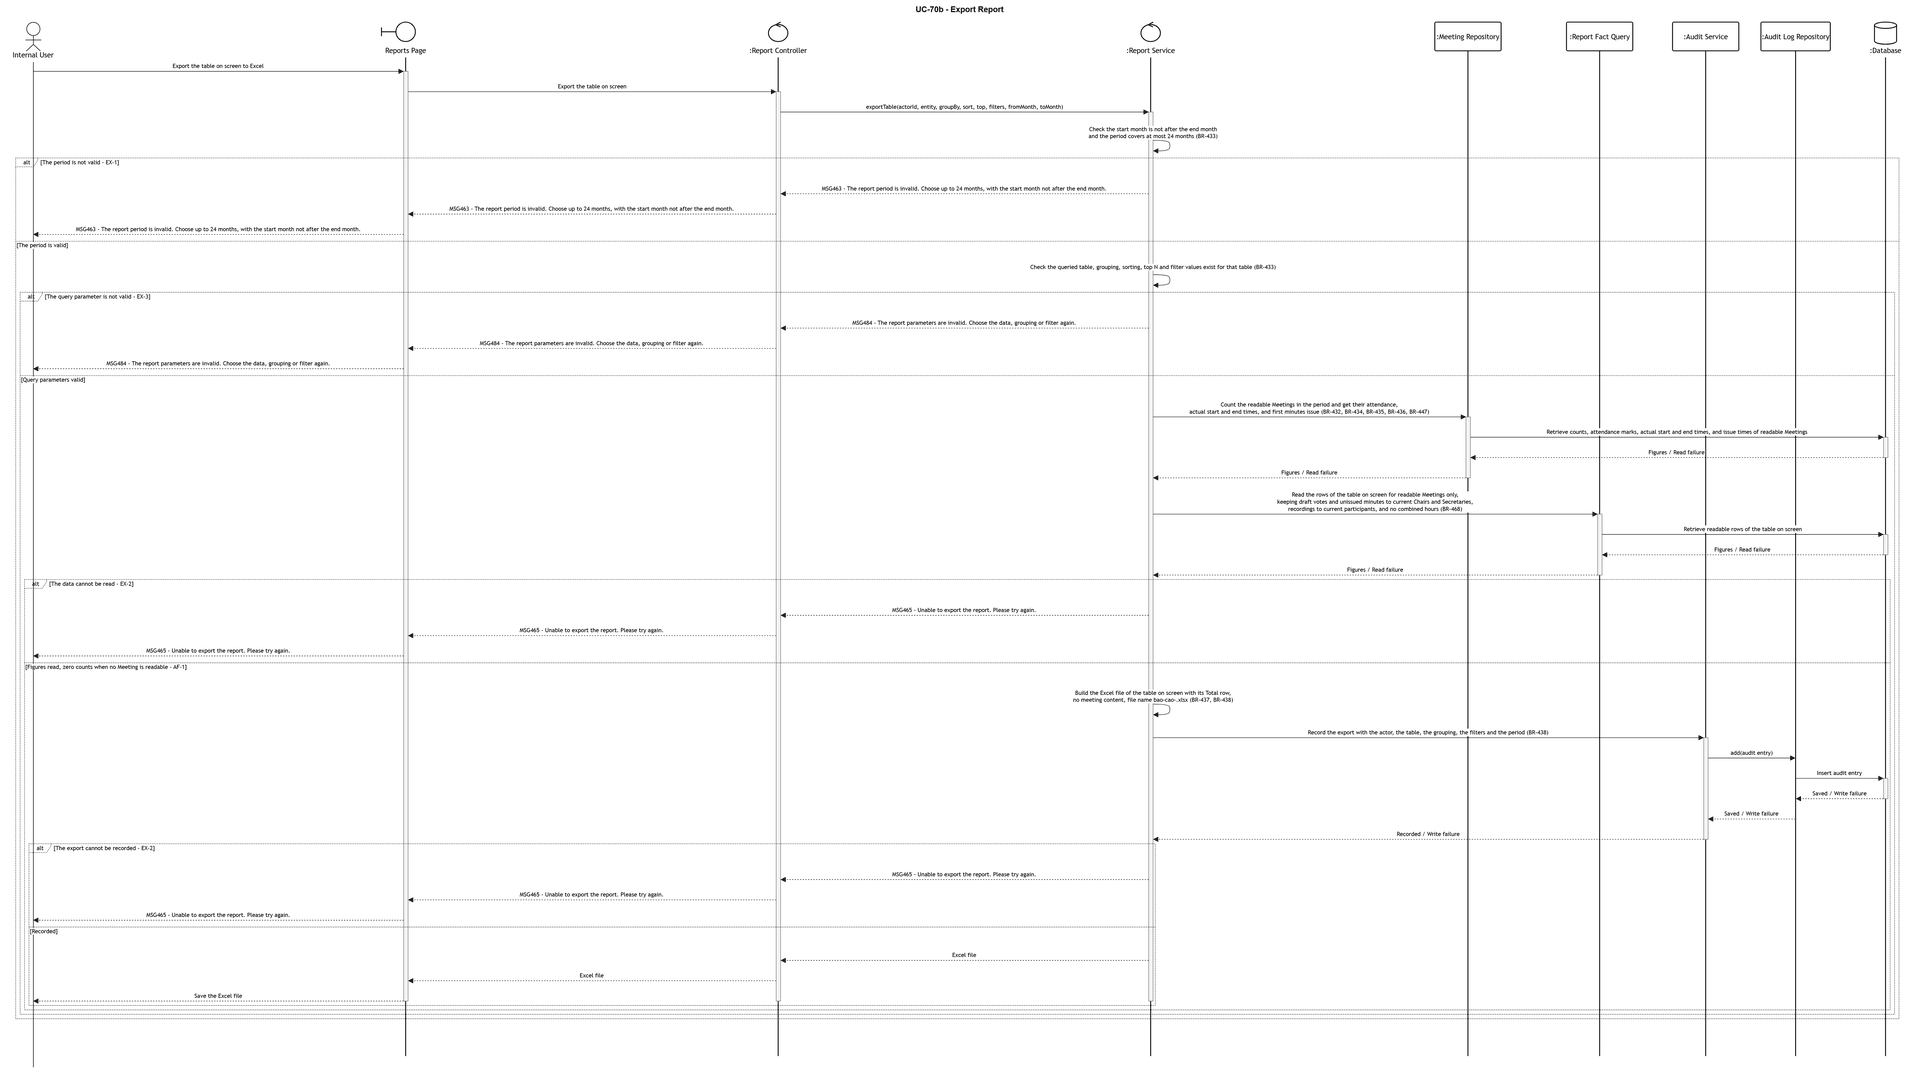 UC-70b - Export Report
Internal User
Reports Page
:Report Controller
:Report Service
:Meeting Repository
:Report Fact Query
:Audit Service
:Audit Log Repository
:Database
Export the table on screen to Excel
Export the table on screen
exportTable(actorId, entity, groupBy, sort, top, filters, fromMonth, toMonth)
Check the start month is not after the end month
and the period covers at most 24 months (BR-433)
alt
[The period is not valid - EX-1]
MSG463 - The report period is invalid. Choose up to 24 months, with the start month not after the end month.
MSG463 - The report period is invalid. Choose up to 24 months, with the start month not after the end month.
MSG463 - The report period is invalid. Choose up to 24 months, with the start month not after the end month.
[The period is valid]
Check the queried table, grouping, sorting, top N and filter values exist for that table (BR-433)
alt
[The query parameter is not valid - EX-3]
MSG484 - The report parameters are invalid. Choose the data, grouping or filter again.
MSG484 - The report parameters are invalid. Choose the data, grouping or filter again.
MSG484 - The report parameters are invalid. Choose the data, grouping or filter again.
[Query parameters valid]
Count the readable Meetings in the period and get their attendance,
actual start and end times, and first minutes issue (BR-432, BR-434, BR-435, BR-436, BR-447)
Retrieve counts, attendance marks, actual start and end times, and issue times of readable Meetings
Figures / Read failure
Figures / Read failure
Read the rows of the table on screen for readable Meetings only,
keeping draft votes and unissued minutes to current Chairs and Secretaries,
recordings to current participants, and no combined hours (BR-468)
Retrieve readable rows of the table on screen
Figures / Read failure
Figures / Read failure
alt
[The data cannot be read - EX-2]
MSG465 - Unable to export the report. Please try again.
MSG465 - Unable to export the report. Please try again.
MSG465 - Unable to export the report. Please try again.
[Figures read, zero counts when no Meeting is readable - AF-1]
Build the Excel file of the table on screen with its Total row,
no meeting content, file name bao-cao-.xlsx (BR-437, BR-438)
Record the export with the actor, the table, the grouping, the filters and the period (BR-438)
add(audit entry)
Insert audit entry
Saved / Write failure
Saved / Write failure
Recorded / Write failure
alt
[The export cannot be recorded - EX-2]
MSG465 - Unable to export the report. Please try again.
MSG465 - Unable to export the report. Please try again.
MSG465 - Unable to export the report. Please try again.
[Recorded]
Excel file
Excel file
Save the Excel file